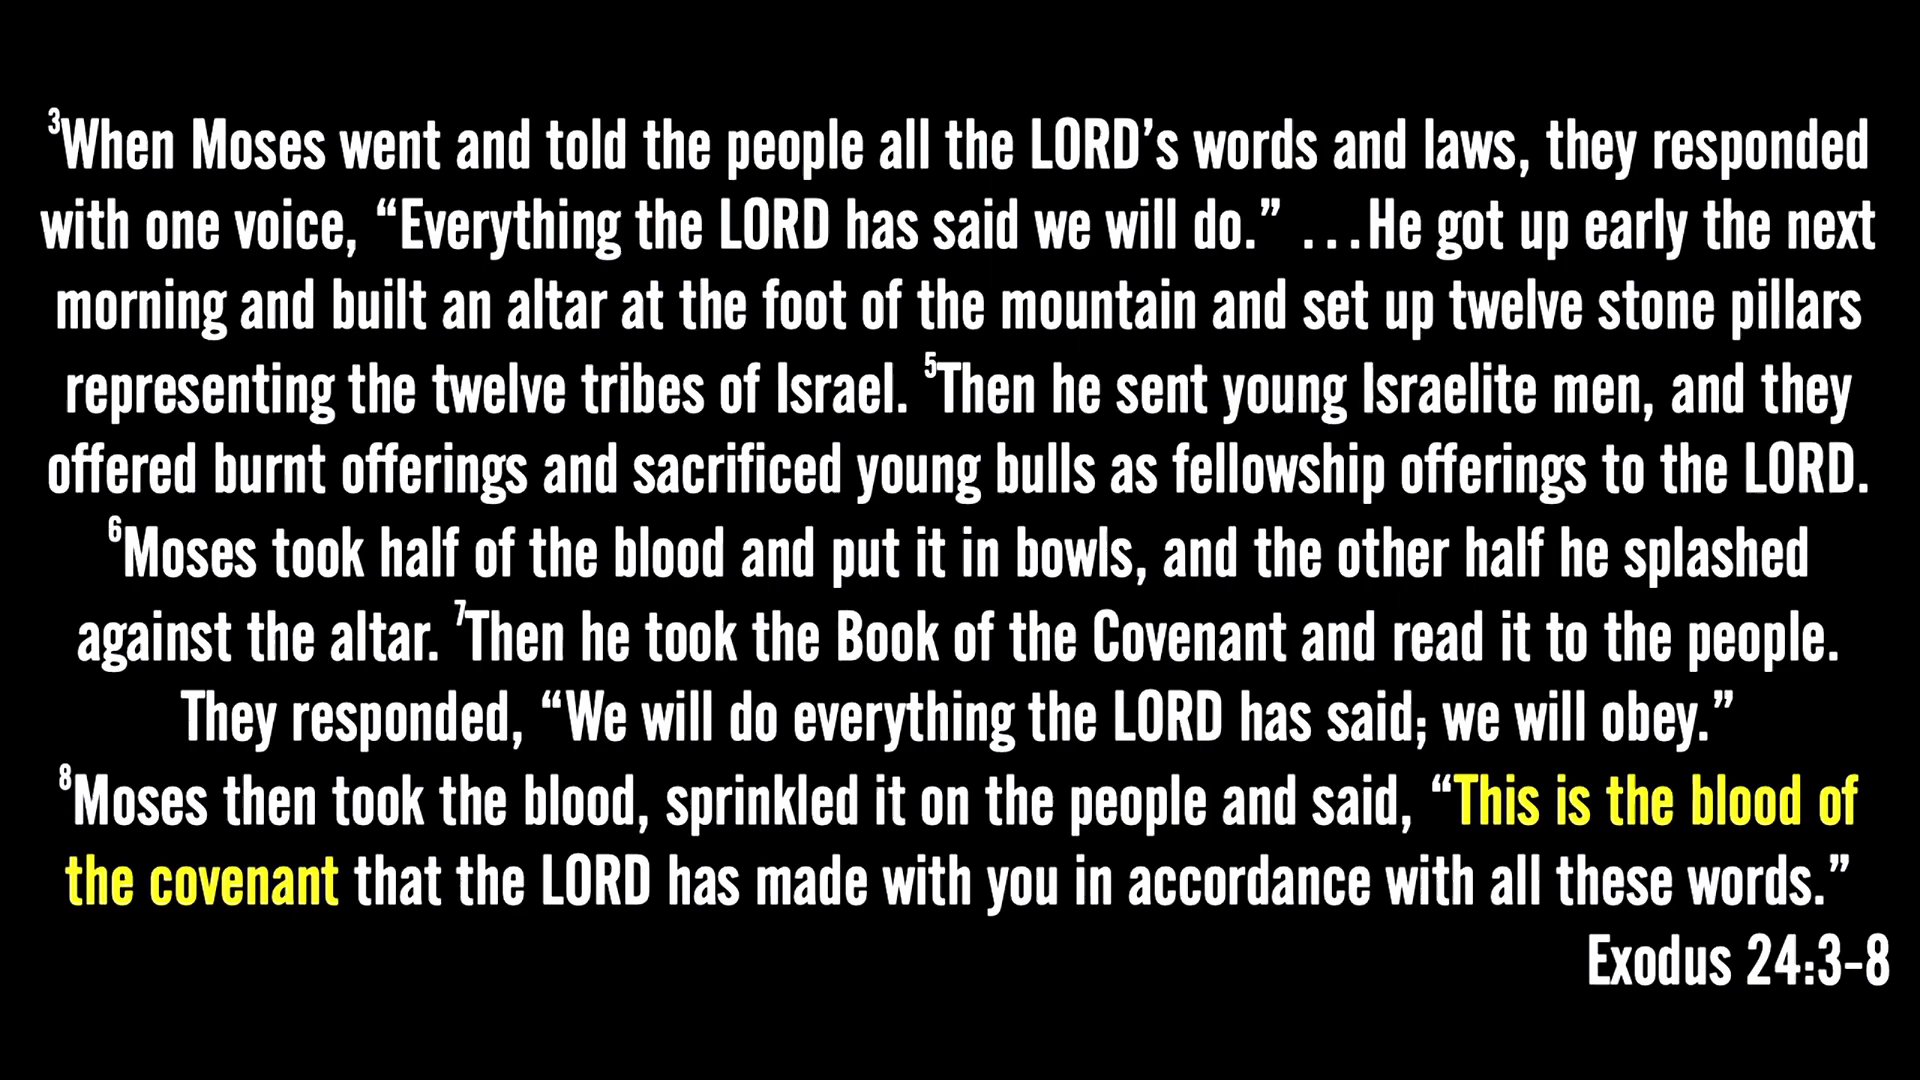 ³When Moses went and told the people all the LORD’s words and laws, they responded
with one voice, “Everything the LORD has said we will do.” …He got up early the next
morning and built an altar at the foot of the mountain and set up twelve stone pillars
representing the twelve tribes of Israel. ⁵Then he sent young Israelite men, and they
offered burnt offerings and sacrificed young bulls as fellowship offerings to the LORD.
⁶Moses took half of the blood and put it in bowls, and the other half he splashed
against the altar. ⁷Then he took the Book of the Covenant and read it to the people.
They responded, “We will do everything the LORD has said; we will obey.”
⁸Moses then took the blood, sprinkled it on the people and said, “This is the blood of
the covenant that the LORD has made with you in accordance with all these words.”
Exodus 24:3-8